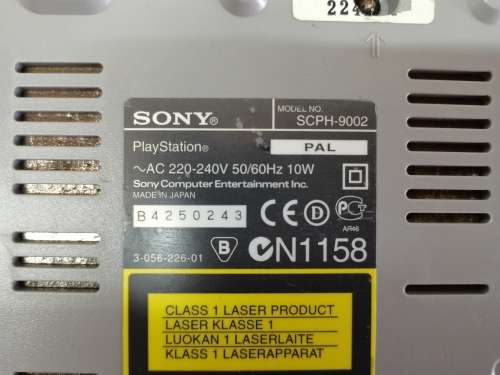 SONY®
MODEL NO.
SCPH-9002
PlayStation®
PAL
~AC 220-240V 50/60Hz 10W
Sony Computer Entertainment Inc.
MADE IN JAPAN
B4250243
CE
D
AЯ46
B
N1158
3-056-226-01
CLASS 1 LASER PRODUCT
LASER KLASSE 1
LUOKAN 1 LASERLAITE
KLASS 1 LASERAPPARAT